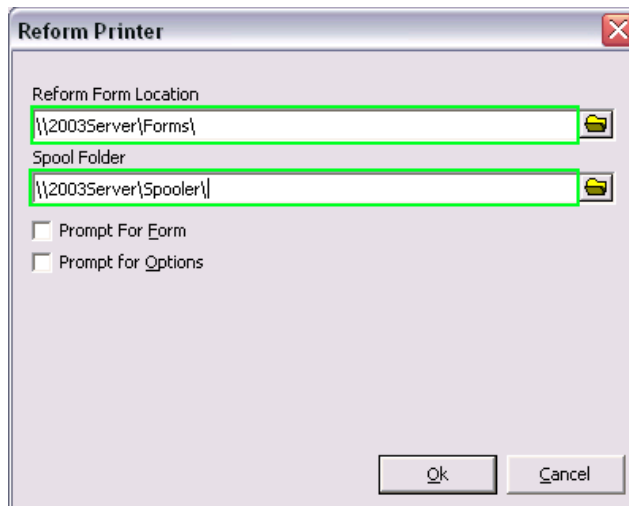 Reform Printer
Reform Form Location
\\2003Server\Forms\
Spool Folder
\\2003Server\Spooler\
Prompt For Form
Prompt for Options
Ok
Cancel